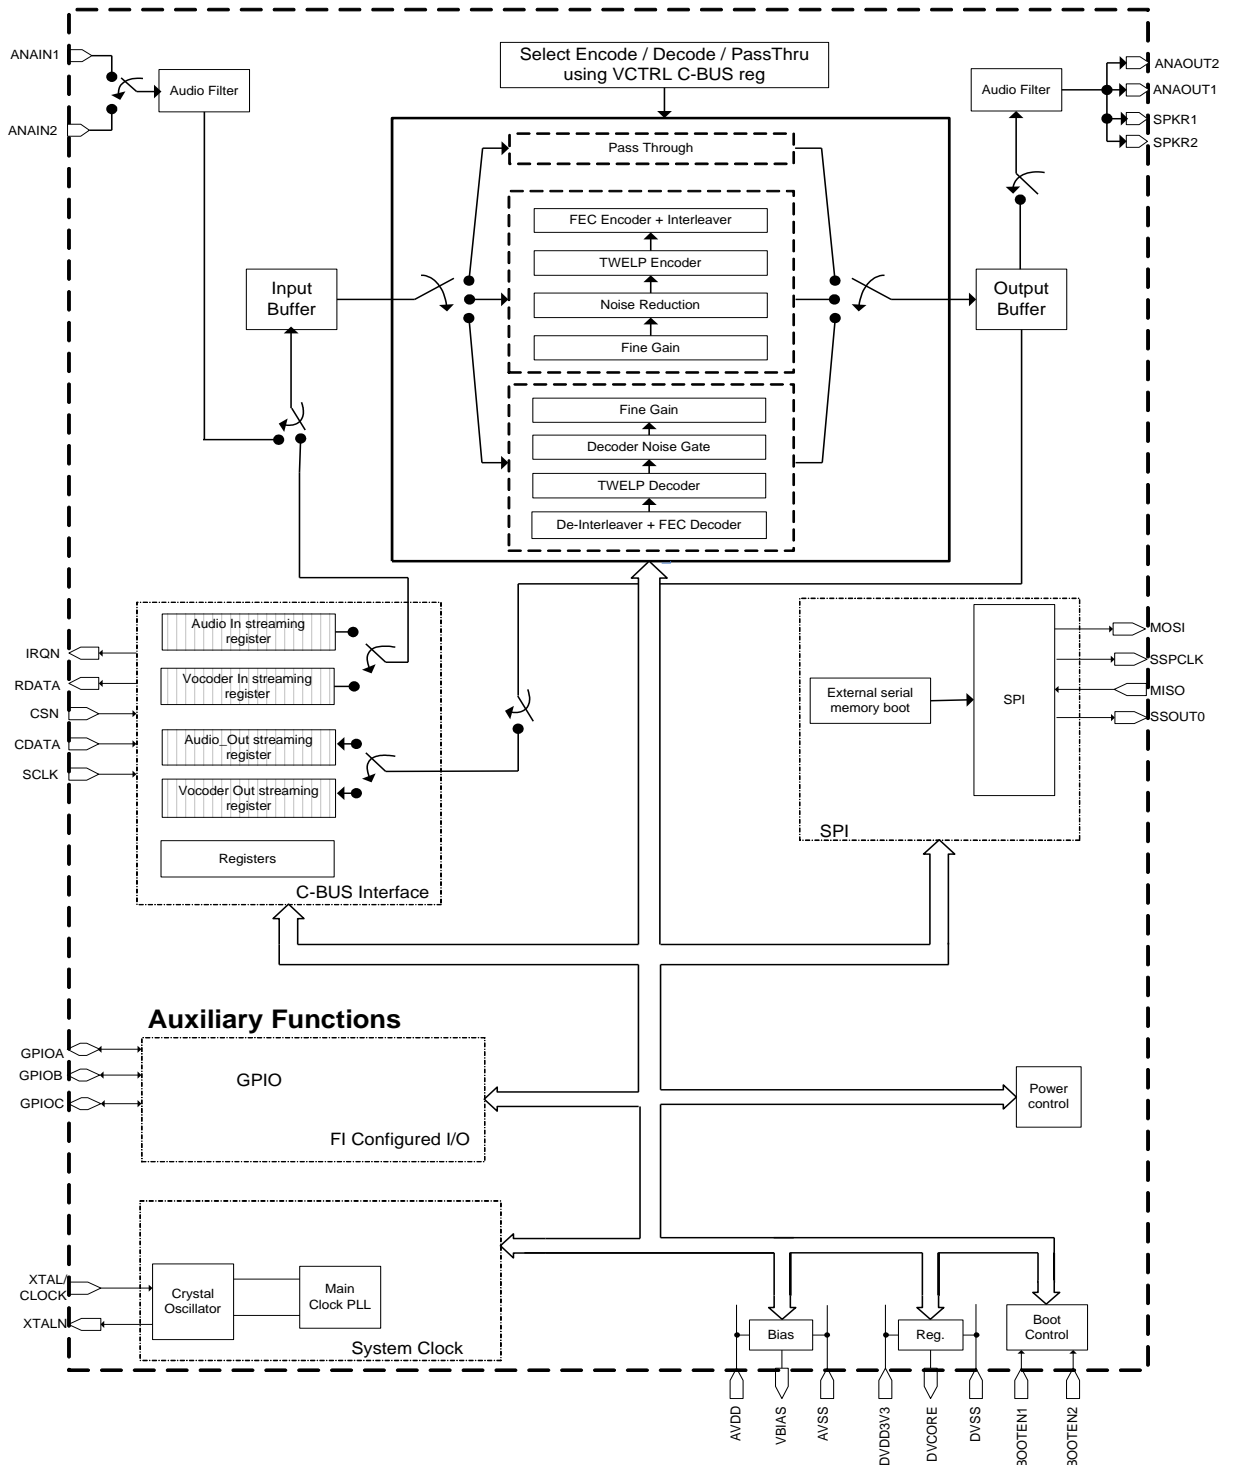 ANAIN1
ANAIN2
Audio Filter
Select Encode / Decode / PassThru
using VCTRL C-BUS reg
Audio Filter
ANAOUT2
ANAOUT1
SPKR1
SPKR2
Pass Through
FEC Encoder + Interleaver
TWELP Encoder
Noise Reduction
Fine Gain
Input
Buffer
Output
Buffer
Fine Gain
Decoder Noise Gate
TWELP Decoder
De-Interleaver + FEC Decoder
IRQN
RDATA
CSN
CDATA
SCLK
Audio In streaming
register
Vocoder In streaming
register
Audio_Out streaming
register
Vocoder Out streaming
register
Registers
C-BUS Interface
External serial
memory boot
SPI
SPI
MOSI
SSPCLK
MISO
SSOUT0
Auxiliary Functions
GPIOA
GPIOB
GPIOC
GPIO
FI Configured I/O
Power
control
XTAL/
CLOCK
XTALN
Crystal
Oscillator
Main
Clock PLL
System Clock
Bias
Reg.
Boot
Control
AVDD
VBIAS
AVSS
DVDD3V3
DVCORE
DVSS
BOOTEN1
BOOTEN2